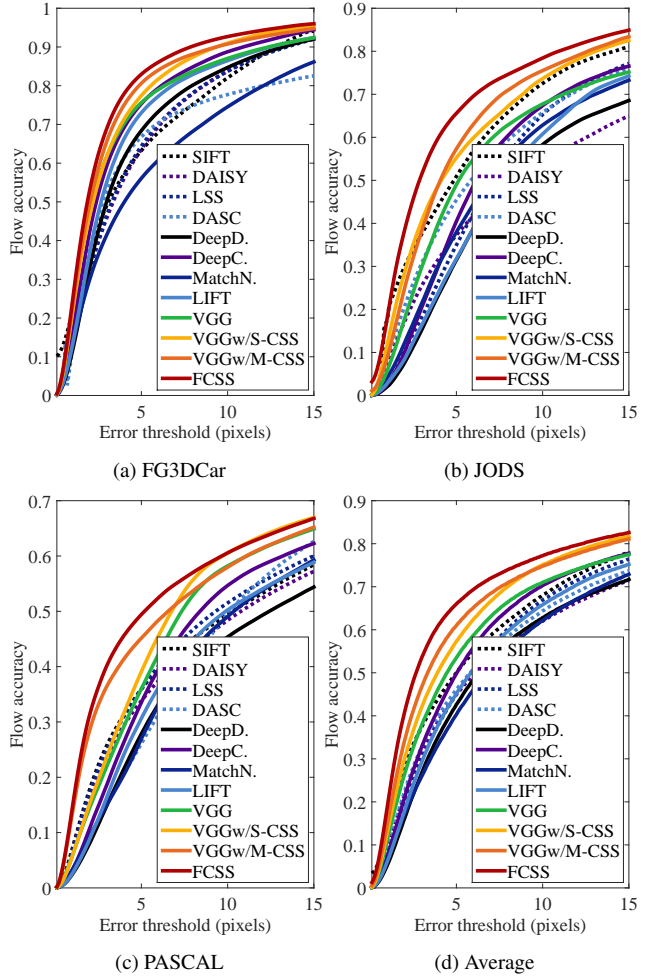 1
0.9
0.8
0.7
0.6
0.5
0.4
0.3
0.2
0.1
0
Flow accuracy
5
10
15
Error threshold (pixels)
SIFT
DAISY
LSS
DASC
DeepD.
DeepC.
MatchN.
LIFT
VGG
VGGw/S-CSS
VGGw/M-CSS
FCSS
(a) FG3DCar
0.9
0.8
0.7
0.6
0.5
0.4
0.3
0.2
0.1
0
Flow accuracy
5
10
15
Error threshold (pixels)
SIFT
DAISY
LSS
DASC
DeepD.
DeepC.
MatchN.
LIFT
VGG
VGGw/S-CSS
VGGw/M-CSS
FCSS
(b) JODS
0.7
0.6
0.5
0.4
0.3
0.2
0.1
0
Flow accuracy
5
10
15
Error threshold (pixels)
SIFT
DAISY
LSS
DASC
DeepD.
DeepC.
MatchN.
LIFT
VGG
VGGw/S-CSS
VGGw/M-CSS
FCSS
(c) PASCAL
0.9
0.8
0.7
0.6
0.5
0.4
0.3
0.2
0.1
0
Flow accuracy
5
10
15
Error threshold (pixels)
SIFT
DAISY
LSS
DASC
DeepD.
DeepC.
MatchN.
LIFT
VGG
VGGw/S-CSS
VGGw/M-CSS
FCSS
(d) Average